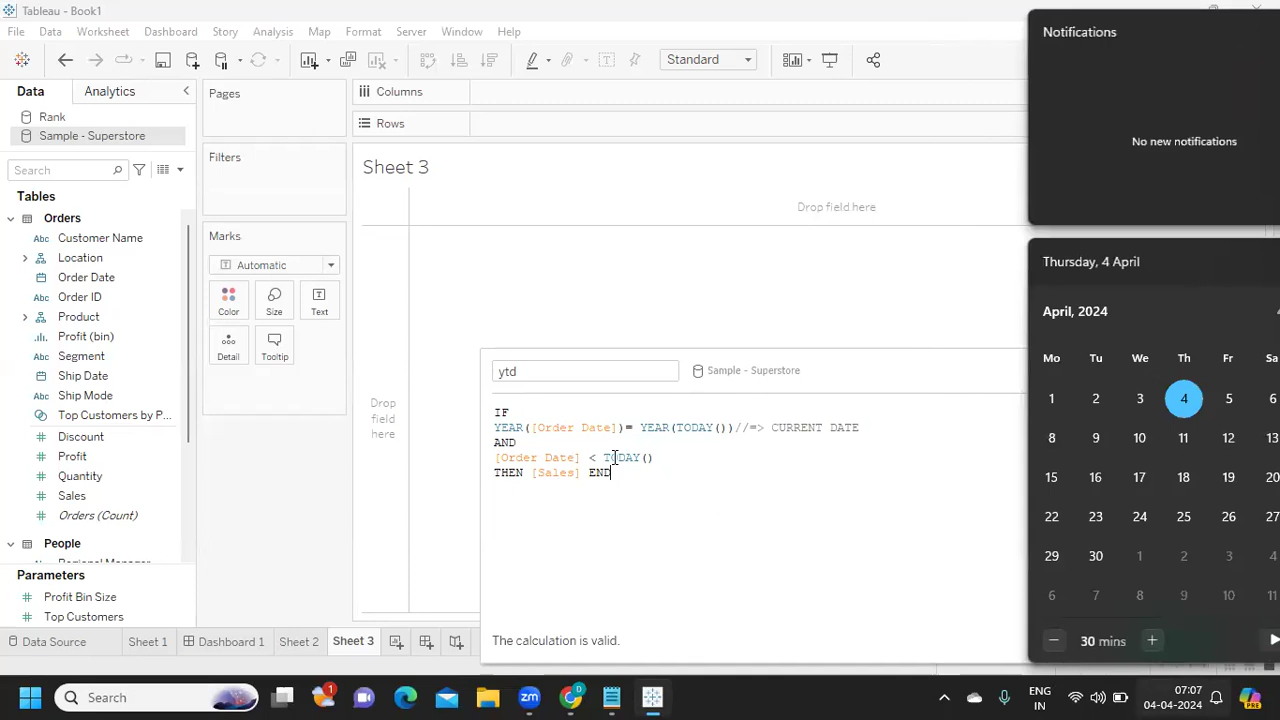 Tableau - Book1
File Data Worksheet Dashboard Story Analysis Map Format Server Window Help
Standard
Data Analytics
Rank
Sample - Superstore
Search
Tables
Orders
Abc Customer Name
Location
Order Date
Abc Order ID
Product
Profit (bin)
Abc Segment
Ship Date
Abc Ship Mode
Top Customers by P...
Discount
Profit
Quantity
Sales
Orders (Count)
People
Parameters
Profit Bin Size
Top Customers
Pages
Filters
Marks
Automatic
Color Size Text
Detail Tooltip
Columns
Rows
Sheet 3
Drop field here
Drop
field
here
ytd
Sample - Superstore
IF
YEAR([Order Date])= YEAR(TODAY())//=> CURRENT DATE
AND
[Order Date] < TODAY()
THEN [Sales] END
The calculation is valid.
Notifications
No new notifications
Thursday, 4 April
April, 2024
Mo Tu We Th Fr Sa
1 2 3 4 5 6
8 9 10 11 12 13
15 16 17 18 19 20
22 23 24 25 26 27
29 30 1 2 3 4
6 7 8 9 10 11
30 mins
Data Source Sheet 1 Dashboard 1 Sheet 2 Sheet 3
Search
1
zm
D
ENG
IN
07:07
04-04-2024
PRE